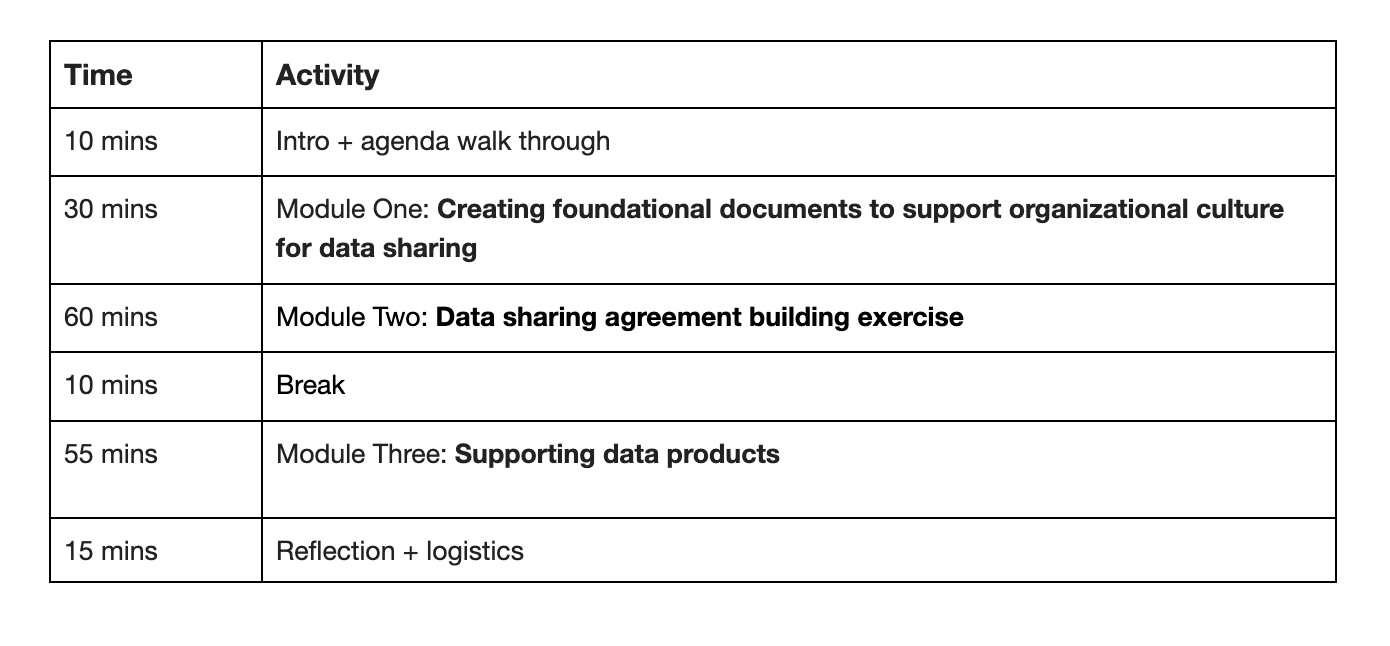 Time Activity
10 mins Intro + agenda walk through
30 mins Module One: Creating foundational documents to support organizational culture
for data sharing
60 mins Module Two: Data sharing agreement building exercise
10 mins Break
55 mins Module Three: Supporting data products
15 mins Reflection + logistics